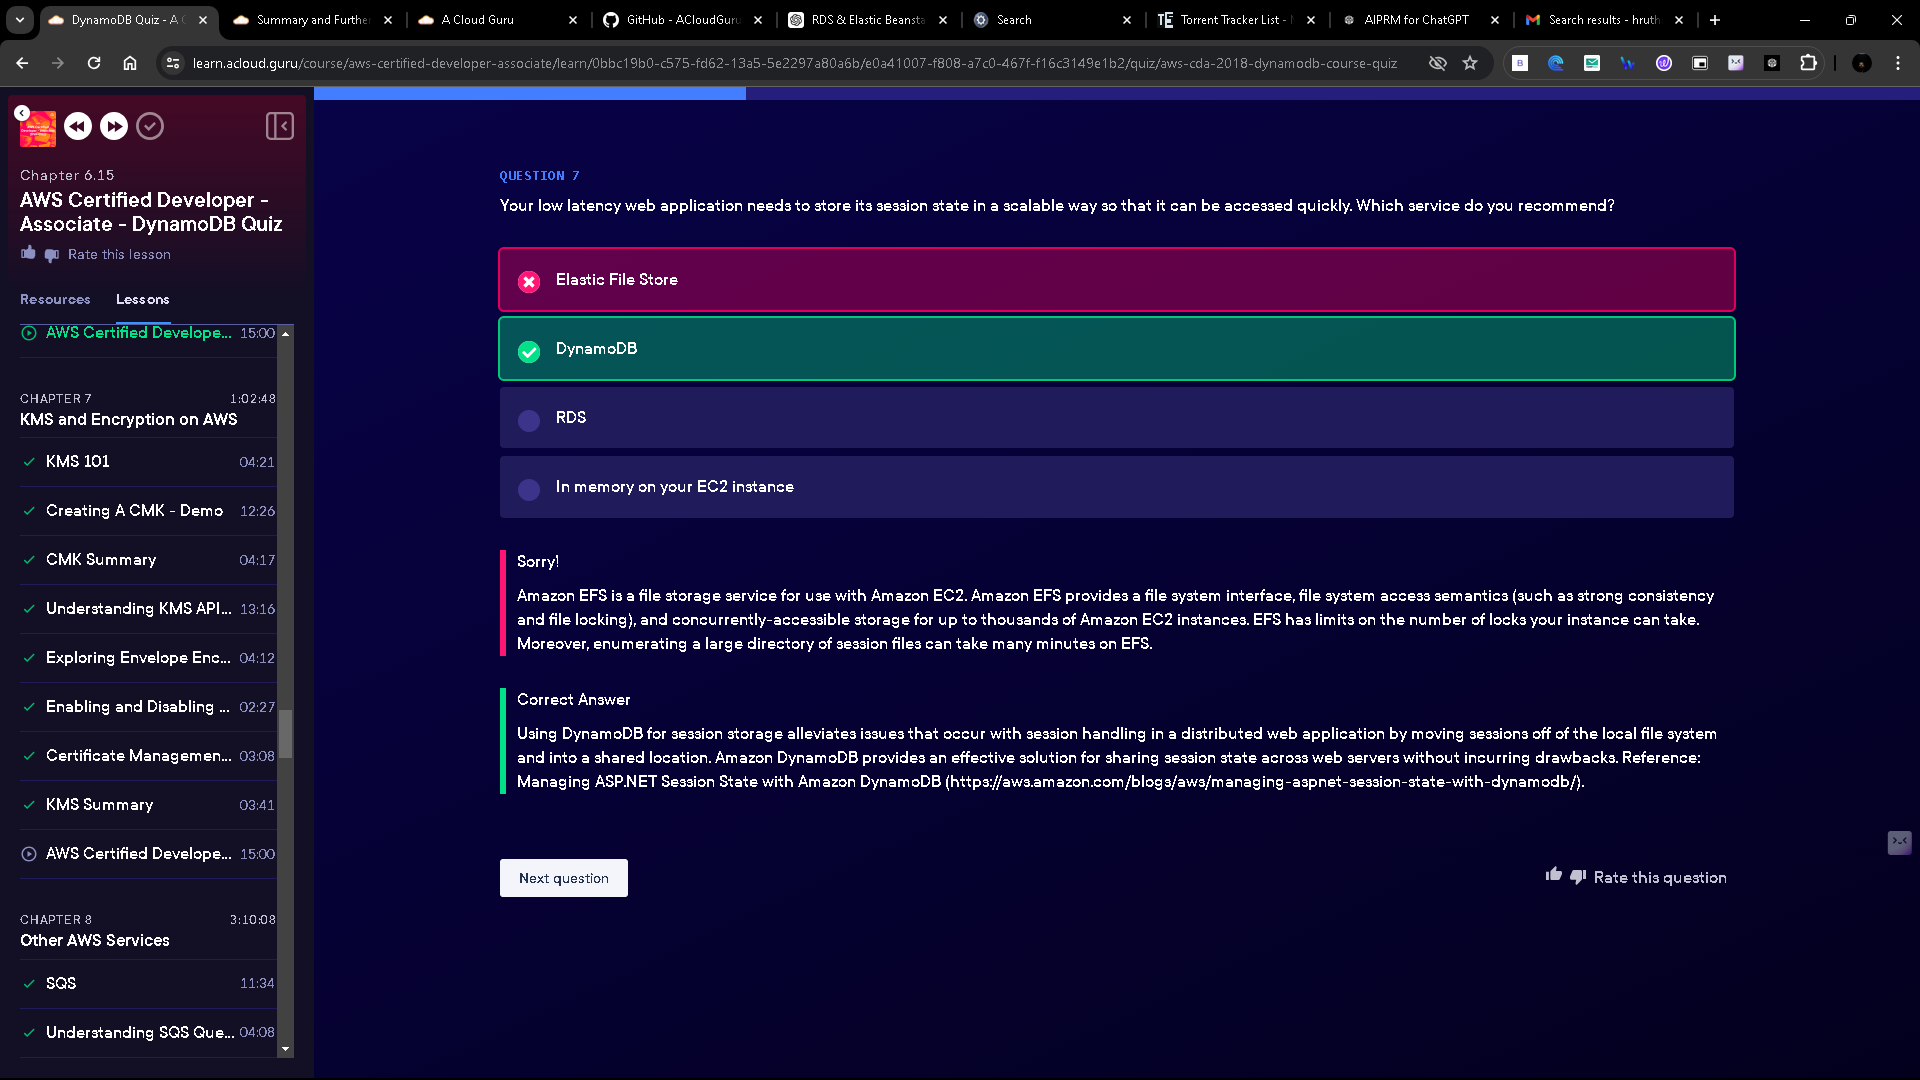 DynamoDB Quiz - A C
Summary and Further
A Cloud Guru
GitHub - ACloudGuru
RDS & Elastic Beansta
Search
Torrent Tracker List -
AIPRM for ChatGPT
Search results - hruth
learn.acloud.guru/course/aws-certified-developer-associate/learn/0bbc19b0-c575-fd62-13a5-5e2297a80a6b/e0a41007-f808-a7c0-467f-f16c3149e1b2/quiz/aws-cda-2018-dynamodb-course-quiz
Chapter 6.15
AWS Certified Developer -
Associate - DynamoDB Quiz
Rate this lesson
Resources
Lessons
AWS Certified Develope... 15:00
CHAPTER 7 1:02:48
KMS and Encryption on AWS
KMS 101 04:21
Creating A CMK - Demo 12:26
CMK Summary 04:17
Understanding KMS API... 13:16
Exploring Envelope Enc... 04:12
Enabling and Disabling ... 02:27
Certificate Managemen... 03:08
KMS Summary 03:41
AWS Certified Develope... 15:00
CHAPTER 8 3:10:08
Other AWS Services
SQS 11:34
Understanding SQS Que... 04:08
QUESTION 7
Your low latency web application needs to store its session state in a scalable way so that it can be accessed quickly. Which service do you recommend?
Elastic File Store
DynamoDB
RDS
In memory on your EC2 instance
Sorry!
Amazon EFS is a file storage service for use with Amazon EC2. Amazon EFS provides a file system interface, file system access semantics (such as strong consistency
and file locking), and concurrently-accessible storage for up to thousands of Amazon EC2 instances. EFS has limits on the number of locks your instance can take.
Moreover, enumerating a large directory of session files can take many minutes on EFS.
Correct Answer
Using DynamoDB for session storage alleviates issues that occur with session handling in a distributed web application by moving sessions off of the local file system
and into a shared location. Amazon DynamoDB provides an effective solution for sharing session state across web servers without incurring drawbacks. Reference:
Managing ASP.NET Session State with Amazon DynamoDB (https://aws.amazon.com/blogs/aws/managing-aspnet-session-state-with-dynamodb/).
Next question
Rate this question